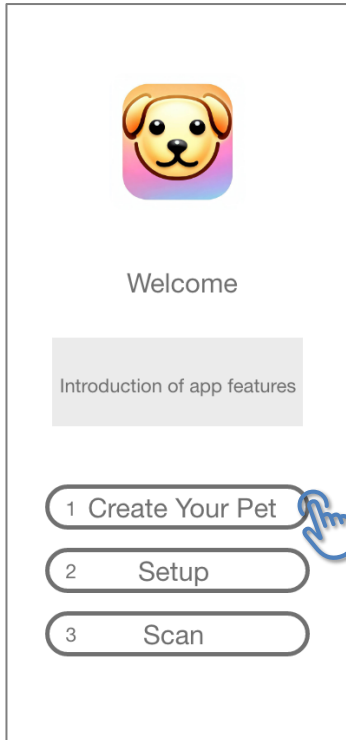 Welcome
Introduction of app features
1 Create Your Pet
2 Setup
3 Scan